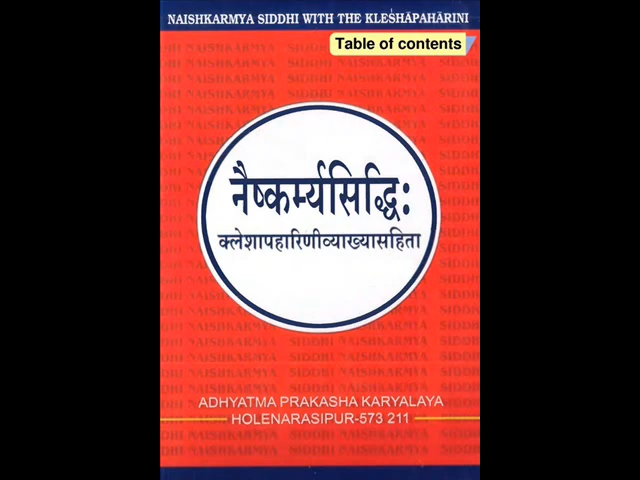 NAISHKARMYA SIDDHI WITH THE KLEŚHĀPAHĀRINI
Table of contents
नैष्कर्म्यसिद्धिः
क्लेशापहारिणीव्याख्यासहिता
ADHYATMA PRAKASHA KARYALAYA
HOLENARASIPUR-573 211